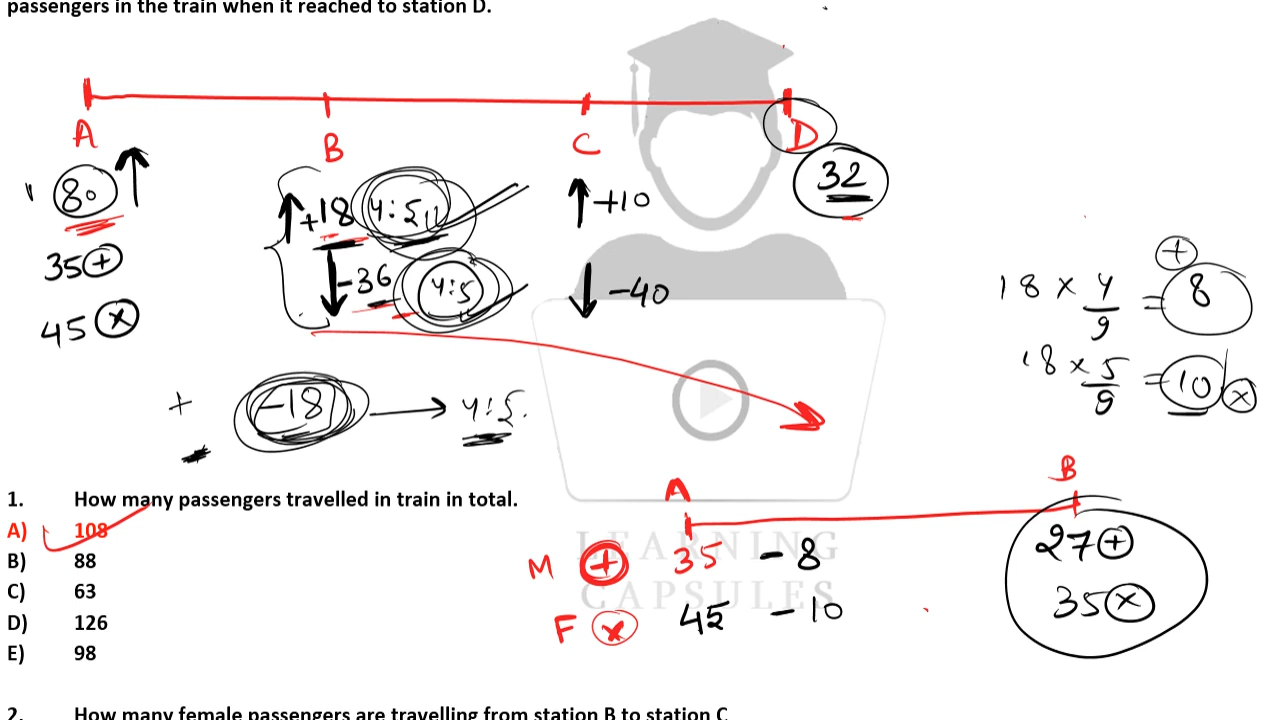 passengers in the train when it reached to station D.
A
B
C
D
80
+18 4:5
+10
32
35 +
-36 4:5
-40
45 ×
18 × 4/9 = 8 +
18 × 5/9 = 10 ×
+ -18 → 4:5.
1. How many passengers travelled in train in total.
A) 108
B) 88
C) 63
D) 126
E) 98
A
B
M + 35 - 8
27 +
F × 45 - 10
35 ×
LEARNING
CAPSULES
2. How many female passengers are travelling from station B to station C